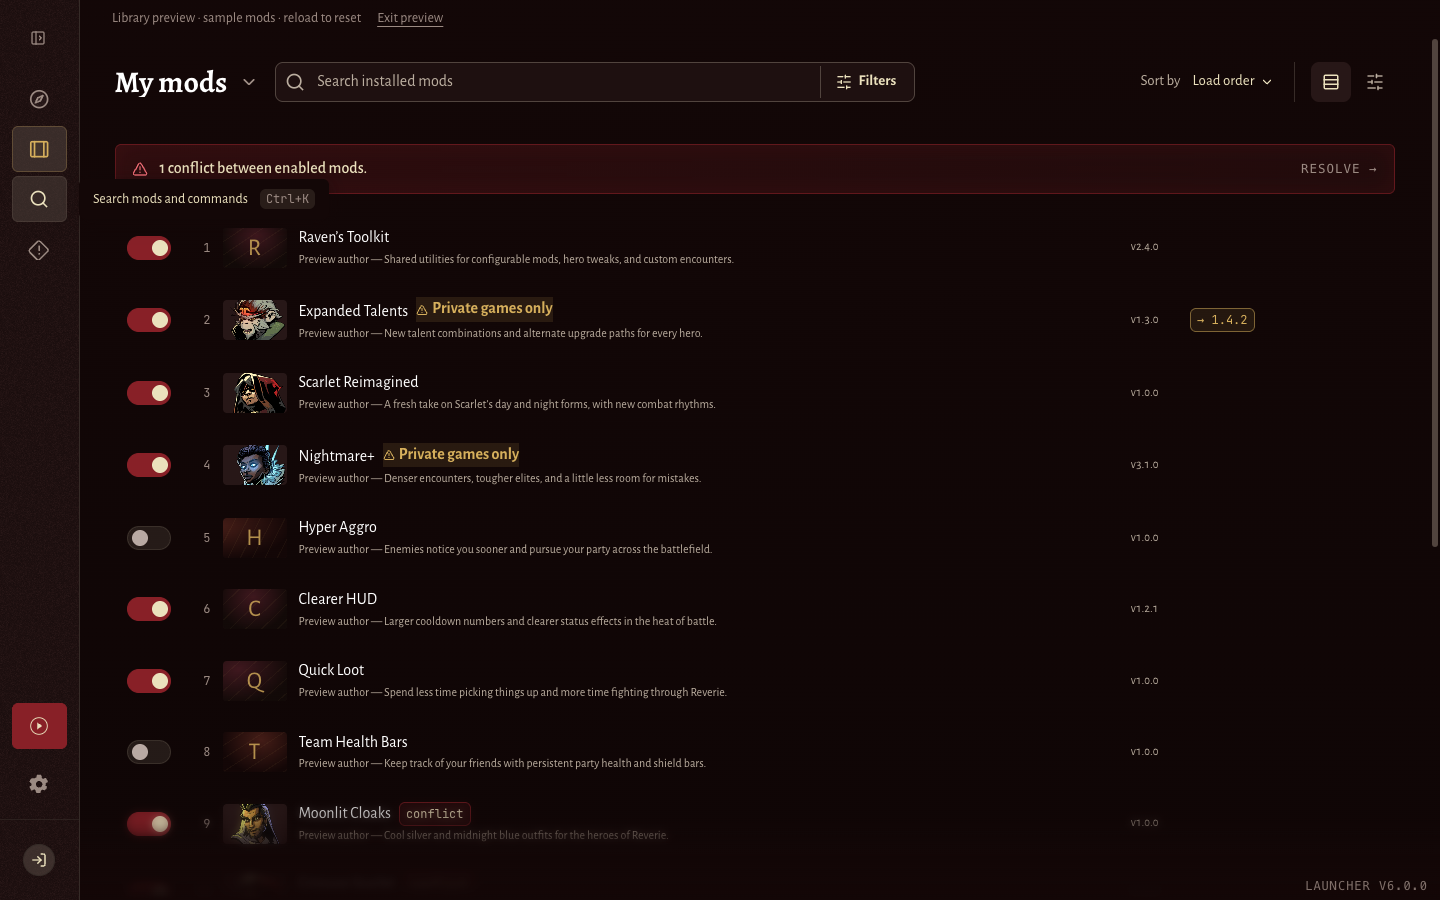 Library preview · sample mods · reload to reset Exit preview
My mods
Search installed mods
Filters
Sort by Load order
1 conflict between enabled mods.
RESOLVE →
Search mods and commands Ctrl+K
1 R Raven's Toolkit
Preview author — Shared utilities for configurable mods, hero tweaks, and custom encounters.
v2.4.0
2 Expanded Talents Private games only
Preview author — New talent combinations and alternate upgrade paths for every hero.
v1.3.0 → 1.4.2
3 Scarlet Reimagined
Preview author — A fresh take on Scarlet's day and night forms, with new combat rhythms.
v1.0.0
4 Nightmare+ Private games only
Preview author — Denser encounters, tougher elites, and a little less room for mistakes.
v3.1.0
5 H Hyper Aggro
Preview author — Enemies notice you sooner and pursue your party across the battlefield.
v1.0.0
6 C Clearer HUD
Preview author — Larger cooldown numbers and clearer status effects in the heat of battle.
v1.2.1
7 Q Quick Loot
Preview author — Spend less time picking things up and more time fighting through Reverie.
v1.0.0
8 T Team Health Bars
Preview author — Keep track of your friends with persistent party health and shield bars.
v1.0.0
9 Moonlit Cloaks conflict
Preview author — Cool silver and midnight blue outfits for the heroes of Reverie.
v1.0.0
LAUNCHER V6.0.0